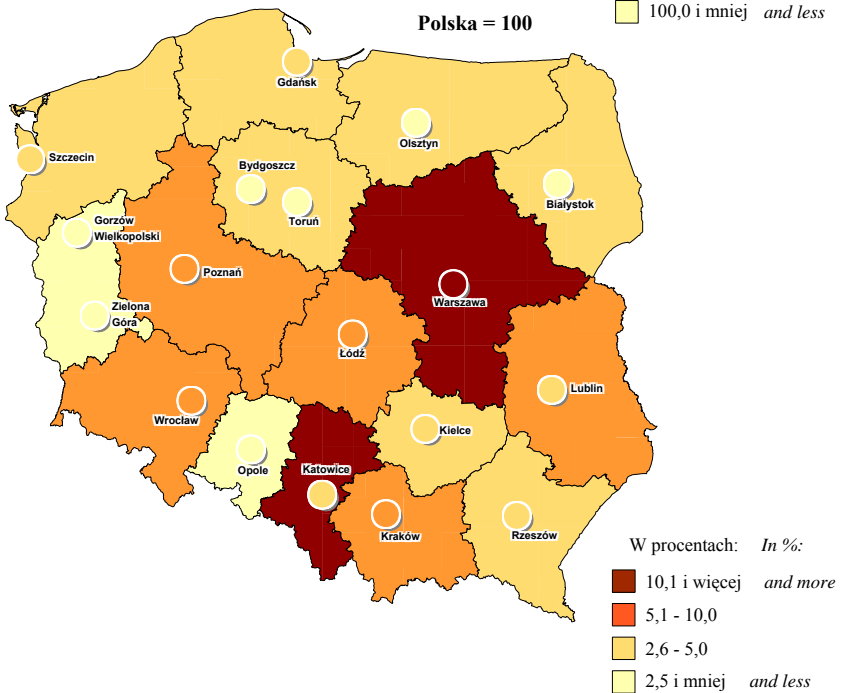 Polska = 100
100,0 i mniej and less
Gdańsk
Olsztyn
Szczecin
Bydgoszcz
Toruń
Białystok
Gorzów
Wielkopolski
Poznań
Warszawa
Zielona
Góra
Łódź
Lublin
Wrocław
Kielce
Opole
Katowice
Kraków
Rzeszów
W procentach: In %:
10,1 i więcej and more
5,1 - 10,0
2,6 - 5,0
2,5 i mniej and less